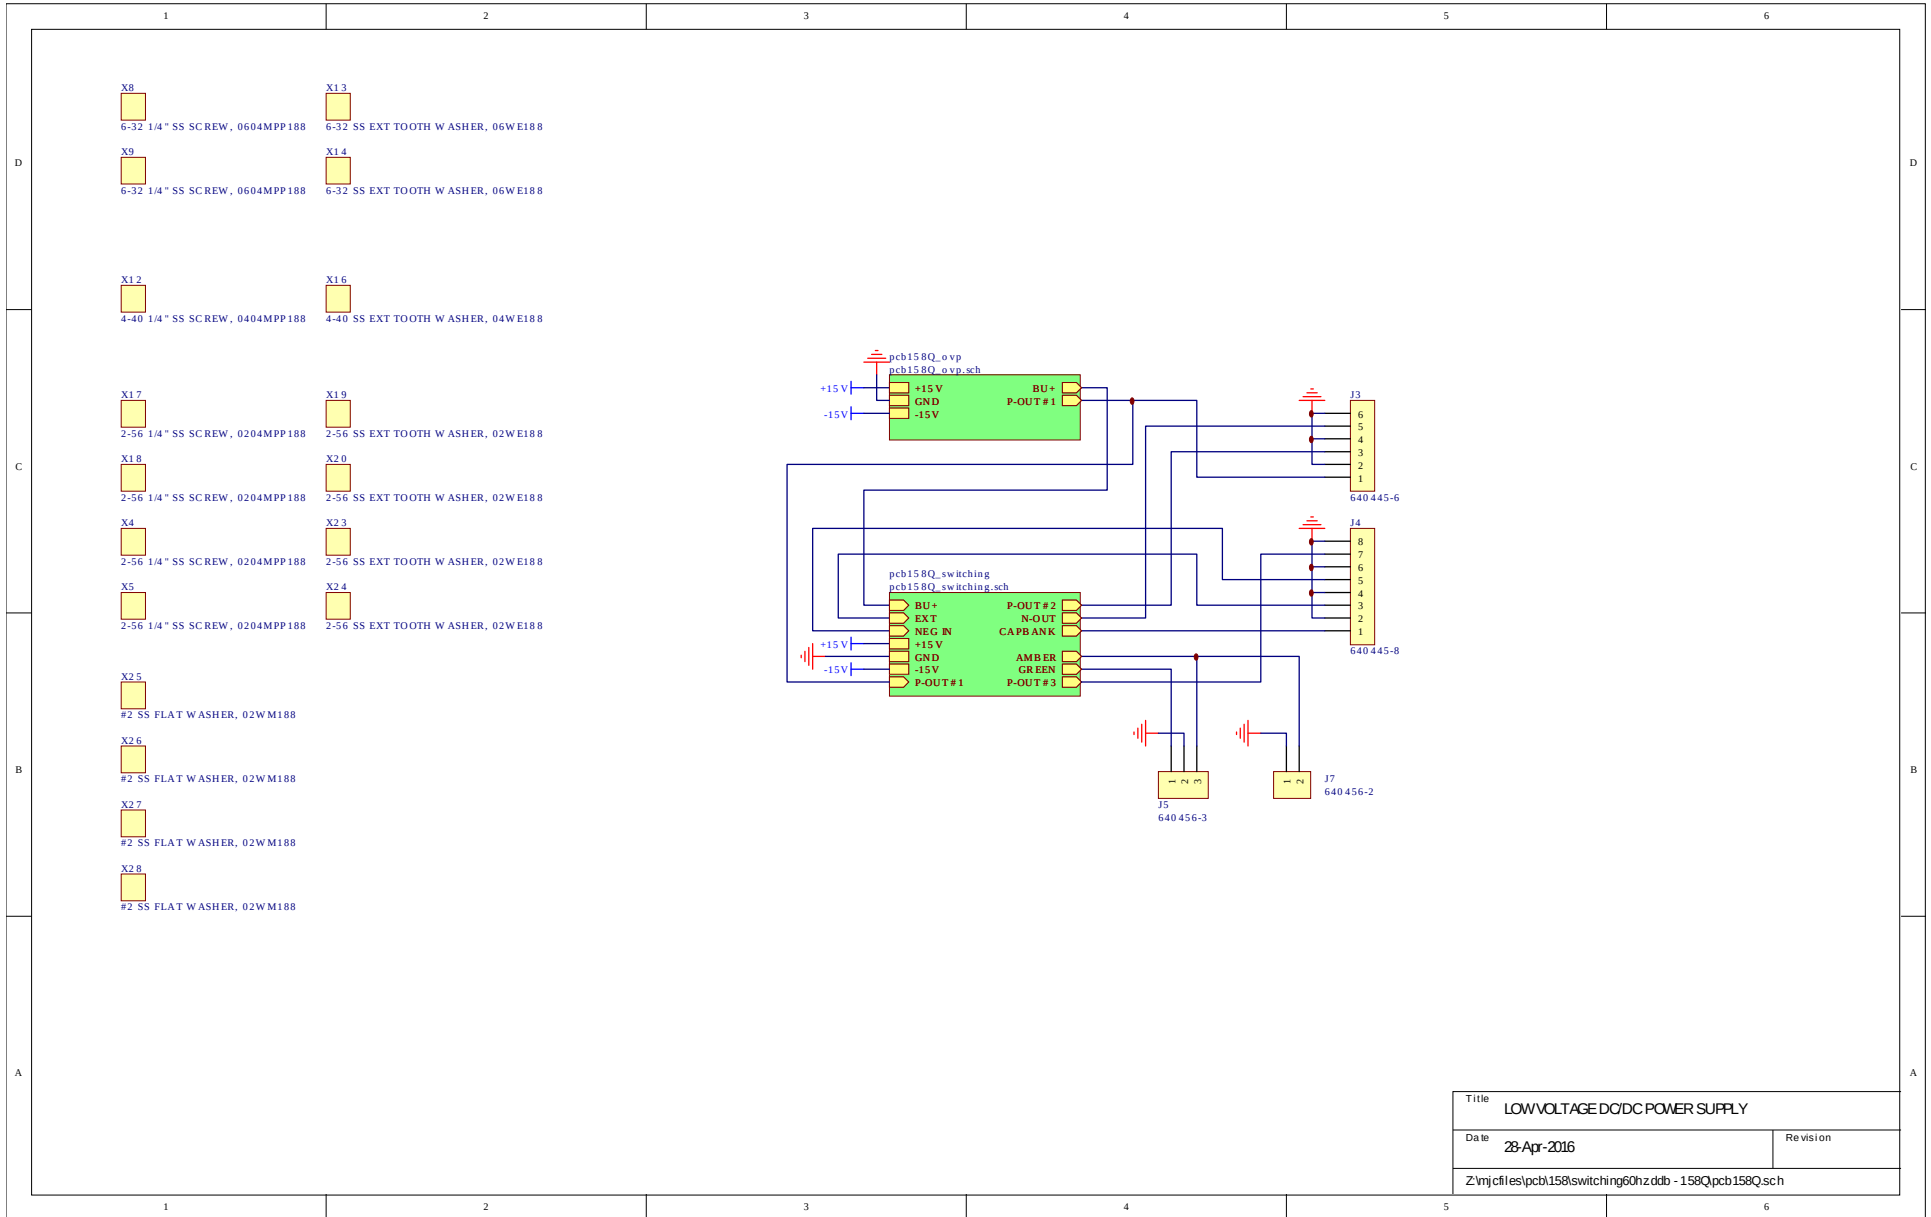 1 2 3 4 5 6
D D
C C
B B
A A
X8
6-32 1/4" SS SCREW, 0604MPP188
X13
6-32 SS EXT TOOTH WASHER, 06WE188
X9
6-32 1/4" SS SCREW, 0604MPP188
X14
6-32 SS EXT TOOTH WASHER, 06WE188
X12
4-40 1/4" SS SCREW, 0404MPP188
X16
4-40 SS EXT TOOTH WASHER, 04WE188
X17
2-56 1/4" SS SCREW, 0204MPP188
X19
2-56 SS EXT TOOTH WASHER, 02WE188
X18
2-56 1/4" SS SCREW, 0204MPP188
X20
2-56 SS EXT TOOTH WASHER, 02WE188
X4
2-56 1/4" SS SCREW, 0204MPP188
X23
2-56 SS EXT TOOTH WASHER, 02WE188
X5
2-56 1/4" SS SCREW, 0204MPP188
X24
2-56 SS EXT TOOTH WASHER, 02WE188
X25
#2 SS FLAT WASHER, 02WM188
X26
#2 SS FLAT WASHER, 02WM188
X27
#2 SS FLAT WASHER, 02WM188
X28
#2 SS FLAT WASHER, 02WM188
pcb158Q_ovp
pcb158Q_ovp.sch
+15V +15V BU+
GND P-OUT#1
-15V -15V
J3
6
5
4
3
2
1
640445-6
J4
8
7
6
5
4
3
2
1
640445-8
pcb158Q_switching
pcb158Q_switching.sch
BU+ P-OUT#2
EXT N-OUT
NEG IN CAPBANK
+15V +15V
GND AMBER
-15V -15V GREEN
P-OUT#1 P-OUT#3
1 2 3
J5
640456-3
1 2
J7
640456-2
Title LOW VOLTAGE DC/DC POWER SUPPLY
Date 28-Apr-2016 Revision
Z:\mjcfiles\pcb\158\switching60hz.ddb - 158Q\pcb158Q.sch
1 2 3 4 5 6